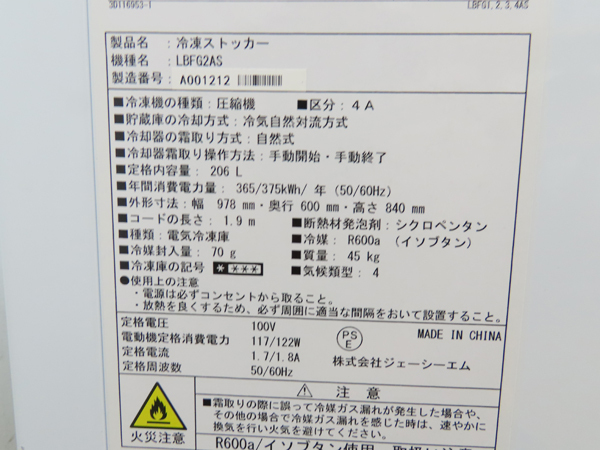 3D116953-1
LBFG1,2,3,4AS
製品名 : 冷凍ストッカー
機種名 : LBFG2AS
製造番号 : A001212
■冷凍機の種類 : 圧縮機 ■区分 : 4A
■貯蔵庫の冷却方式 : 冷気自然対流方式
■冷却器の霜取り方式 : 自然式
■冷却器霜取り操作方法 : 手動開始・手動終了
■定格内容量 : 206 L
■年間消費電力量 : 365/375kWh/ 年 (50/60Hz)
■外形寸法 : 幅 978 mm・奥行 600 mm・高さ 840 mm
■コードの長さ : 1.9 m ■断熱材発泡剤 : シクロペンタン
■種類 : 電気冷凍庫 ■冷媒 : R600a (イソブタン)
■冷媒封入量 : 70 g ■質量 : 45 kg
■冷凍庫の記号 **** ■気候類型 : 4
●使用上の注意
・電源は必ずコンセントから取ること。
・放熱を良くするため、必ず周囲に適当な間隔をおいて設置すること。
定格電圧 100V
電動機定格消費電力 117/122W
定格電流 1.7/1.8A
定格周波数 50/60Hz
PS
E
MADE IN CHINA
株式会社ジェーシーエム
火災注意
注 意
■霜取りの際に誤って冷媒ガス漏れが発生した場合や、
その他の場合で冷媒ガス漏れを感じた時は、速やかに
換気を行い火気を避けてください。
R600a/イソブタン使用 取扱い注意